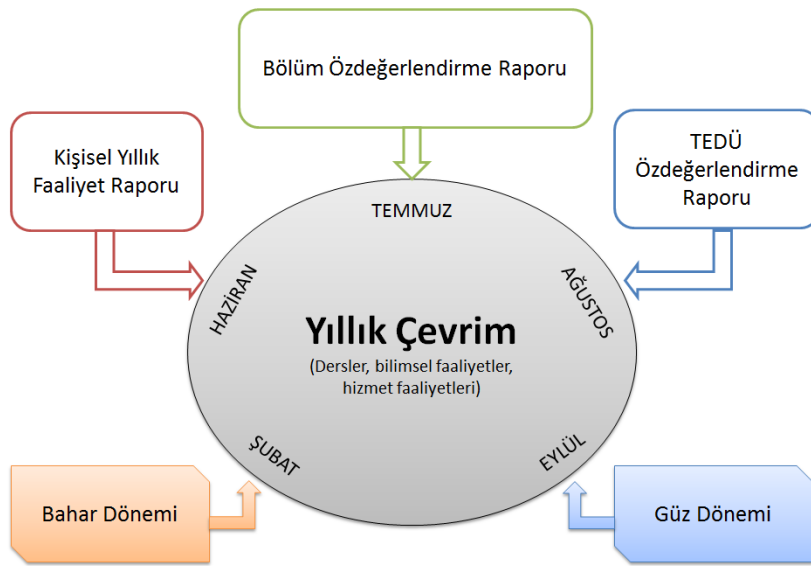 Bölüm Özdeğerlendirme Raporu
Kişisel Yıllık
Faaliyet Raporu
TEDÜ
Özdeğerlendirme
Raporu
TEMMUZ
HAZİRAN
AĞUSTOS
Yıllık Çevrim
(Dersler, bilimsel faaliyetler,
hizmet faaliyetleri)
ŞUBAT
EYLÜL
Bahar Dönemi
Güz Dönemi